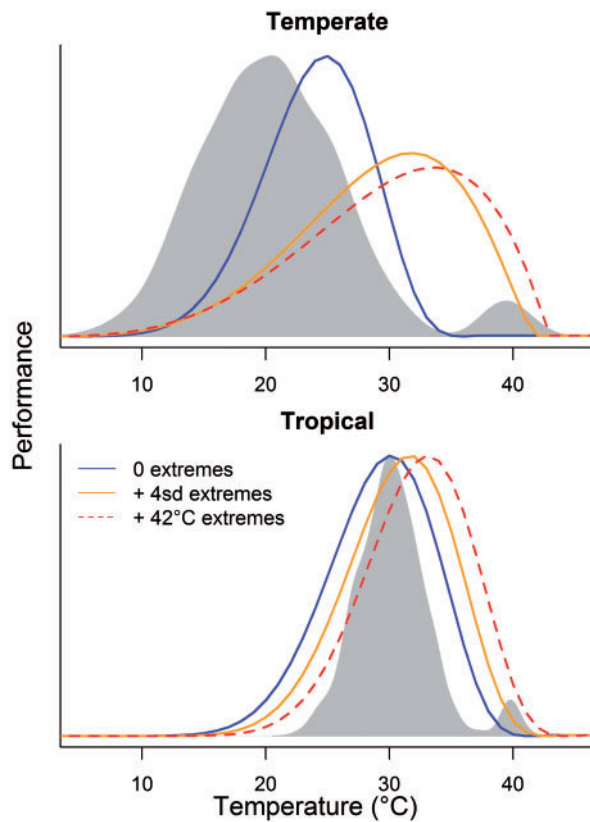 Temperate
10 20 30 40
Performance
Tropical
0 extremes
+ 4sd extremes
+ 42°C extremes
10 20 30 40
Temperature (°C)